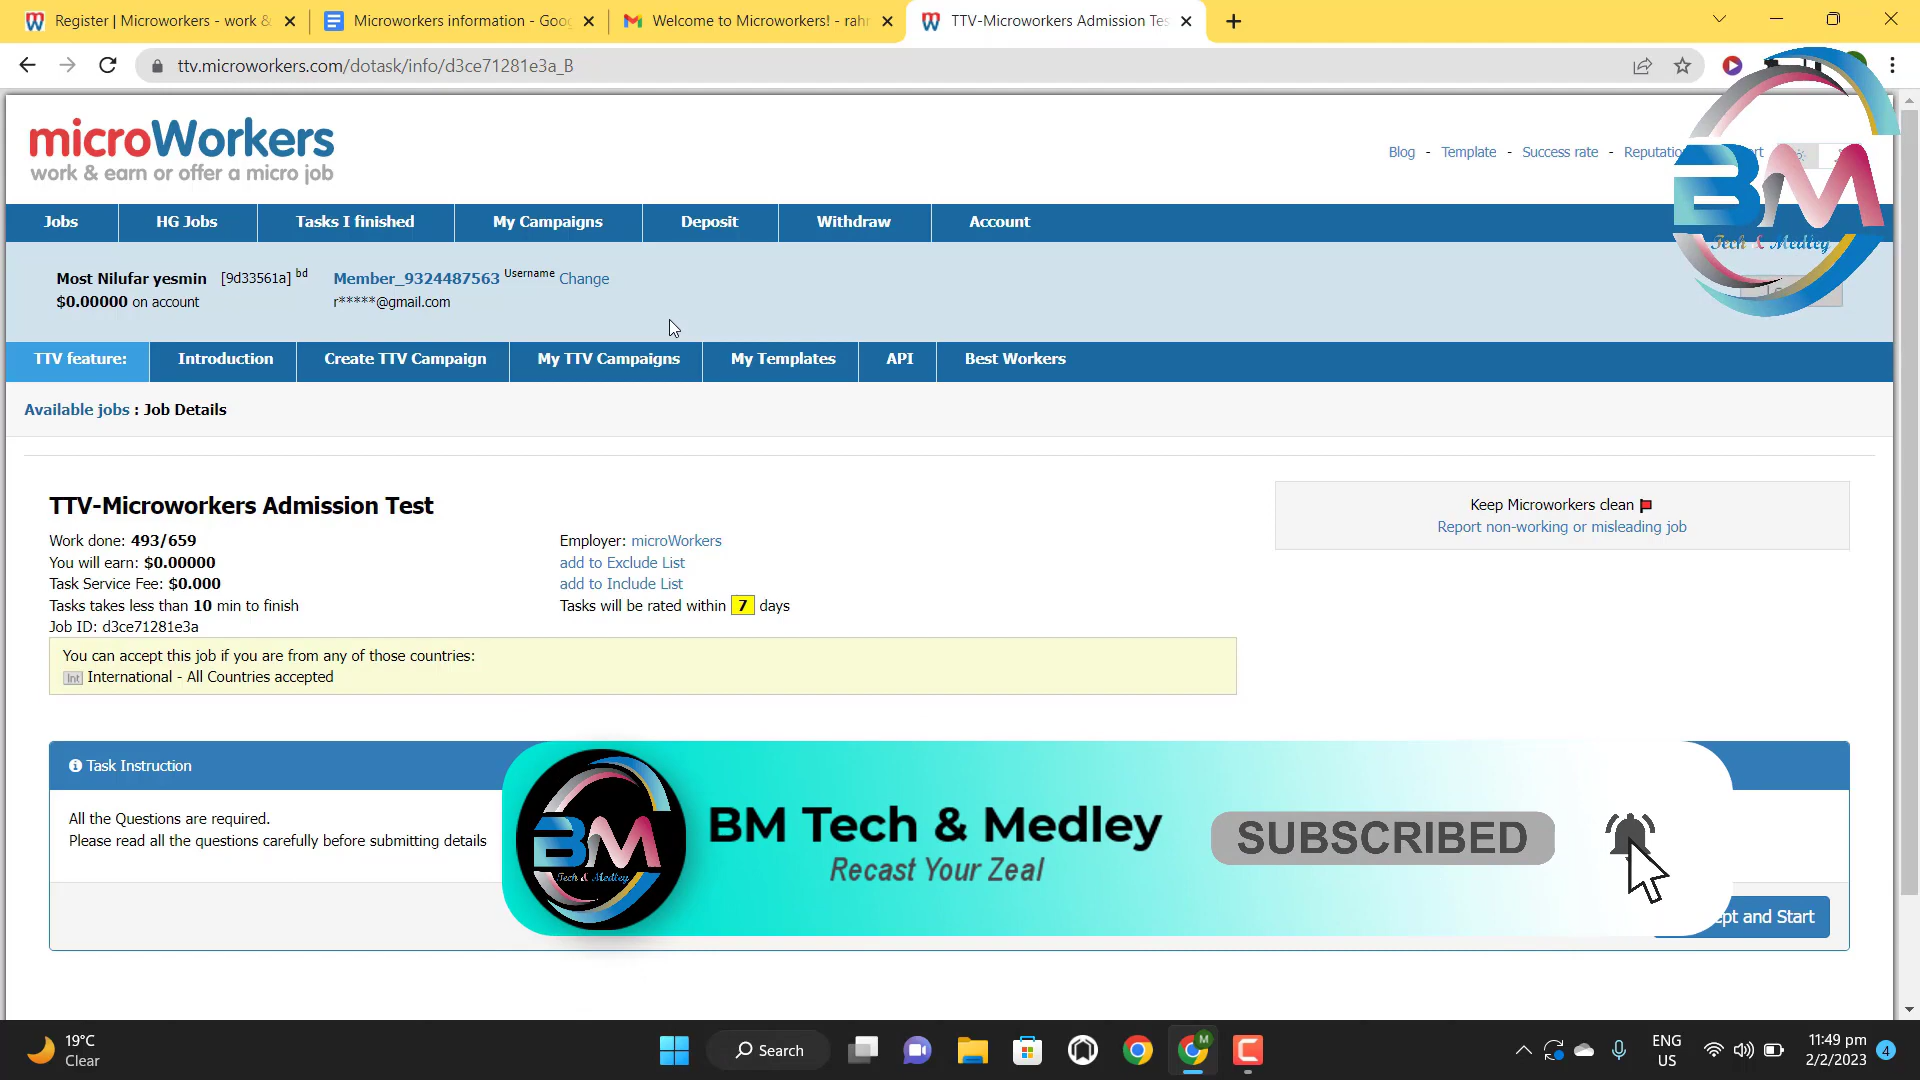 Register | Microworkers - work &
Microworkers information - Goo
Welcome to Microworkers! - rahr
TTV-Microworkers Admission Tes
ttv.microworkers.com/dotask/info/d3ce71281e3a_B
microWorkers
work & earn or offer a micro job
Blog - Template - Success rate -
Jobs
HG Jobs
Tasks I finished
My Campaigns
Deposit
Withdraw
Account
BM
Tech & Medley
Most Nilufar yesmin [9d33561a] bd
Member_9324487563 Username Change
$0.00000 on account
r*****@gmail.com
TTV feature:
Introduction
Create TTV Campaign
My TTV Campaigns
My Templates
API
Best Workers
Available jobs : Job Details
TTV-Microworkers Admission Test
Work done: 493/659
You will earn: $0.00000
Task Service Fee: $0.000
Tasks takes less than 10 min to finish
Job ID: d3ce71281e3a
Employer: microWorkers
add to Exclude List
add to Include List
Tasks will be rated within 7 days
Keep Microworkers clean
Report non-working or misleading job
You can accept this job if you are from any of those countries:
Int International - All Countries accepted
Task Instruction
All the Questions are required.
Please read all the questions carefully before submitting details
BM
Tech & Medley
BM Tech & Medley
Recast Your Zeal
SUBSCRIBED
and Start
19°C
Clear
Search
M
ENG
US
11:49 pm
2/2/2023
4